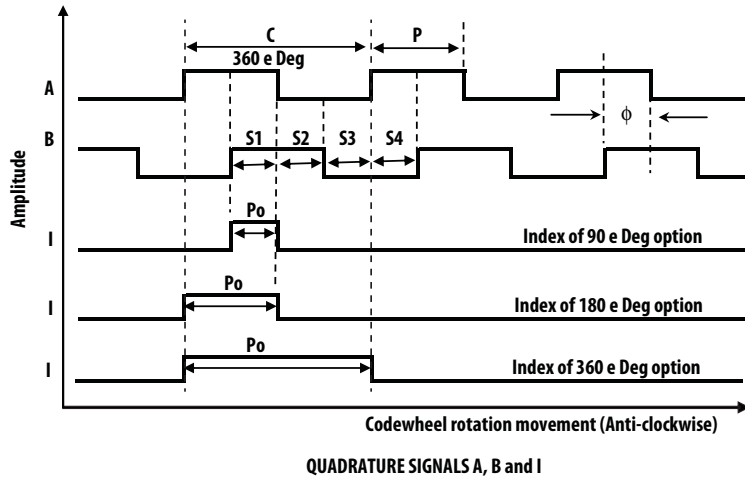 C
P
360 e Deg
A
ϕ
B
S1 S2 S3 S4
Amplitude
Po
I
Index of 90 e Deg option
Po
I
Index of 180 e Deg option
Po
I
Index of 360 e Deg option
Codewheel rotation movement (Anti-clockwise)
QUADRATURE SIGNALS A, B and I